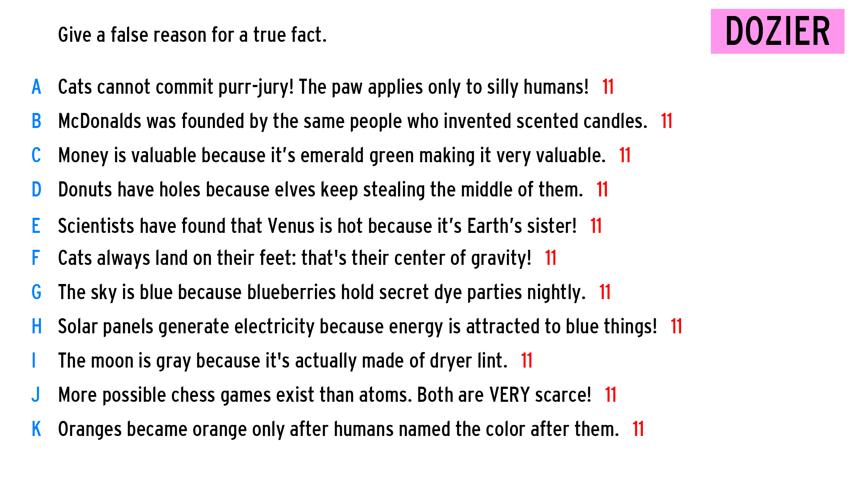 Give a false reason for a true fact.
DOZIER
A Cats cannot commit purr-jury! The paw applies only to silly humans! 11
B McDonalds was founded by the same people who invented scented candles. 11
C Money is valuable because it’s emerald green making it very valuable. 11
D Donuts have holes because elves keep stealing the middle of them. 11
E Scientists have found that Venus is hot because it’s Earth’s sister! 11
F Cats always land on their feet: that's their center of gravity! 11
G The sky is blue because blueberries hold secret dye parties nightly. 11
H Solar panels generate electricity because energy is attracted to blue things! 11
I The moon is gray because it's actually made of dryer lint. 11
J More possible chess games exist than atoms. Both are VERY scarce! 11
K Oranges became orange only after humans named the color after them. 11